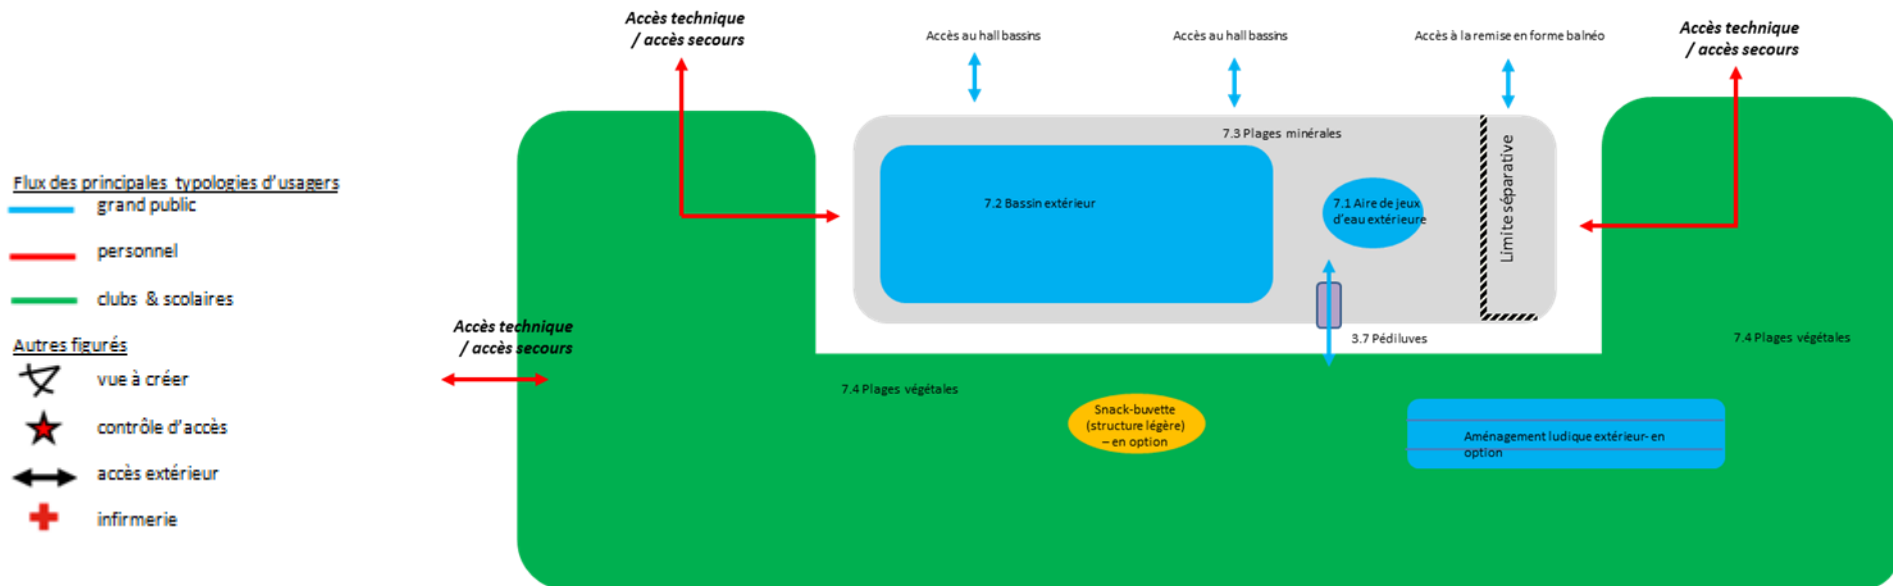 Accès technique
/ accès secours
Accès au hall bassins
Accès au hall bassins
Accès à la remise en forme balnéo
Accès technique
/ accès secours
7.3 Plages minérales
Limite séparative
7.2 Bassin extérieur
7.1 Aire de jeux
d'eau extérieure
Flux des principales typologies d'usagers
grand public
personnel
clubs & scolaires
Autres figurés
vue à créer
contrôle d'accès
accès extérieur
infirmerie
Accès technique
/ accès secours
3.7 Pédiluves
7.4 Plages végétales
7.4 Plages végétales
Snack-buvette
(structure légère)
– en option
Aménagement ludique extérieur- en
option